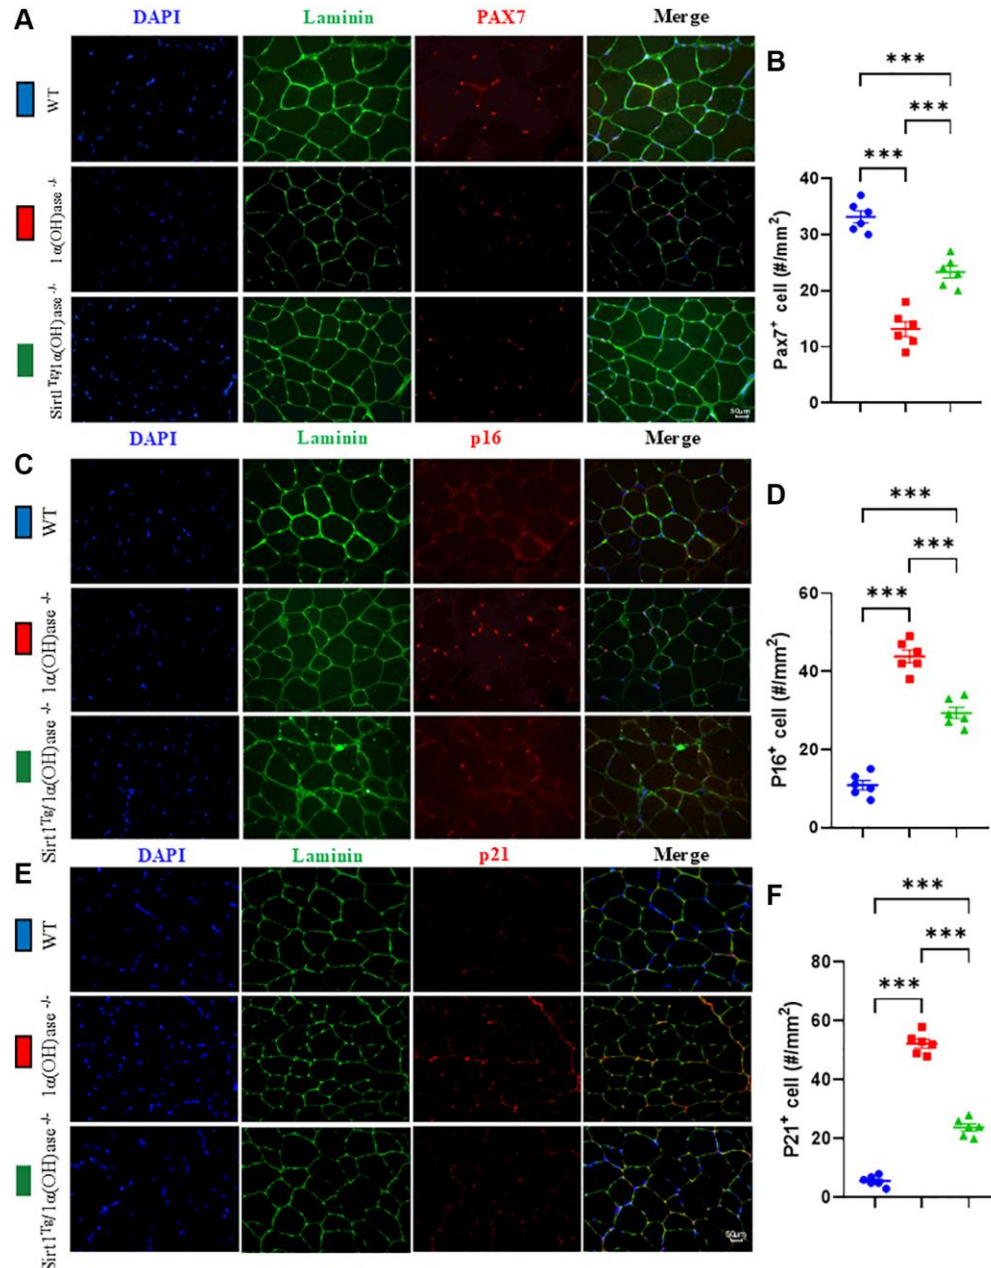 A
DAPI Laminin PAX7 Merge
WT
1α(OH)ase -/-
Sirt1Tg/1α(OH)ase -/-
50μm
B
***
***
***
Pax7+ cell (#/mm2)
40
30
20
10
0
C
DAPI Laminin p16 Merge
WT
1α(OH)ase -/-
Sirt1Tg/1α(OH)ase -/-
D
***
***
***
P16+ cell (#/mm2)
60
40
20
0
E
DAPI Laminin p21 Merge
WT
1α(OH)ase -/-
Sirt1Tg/1α(OH)ase -/-
50μm
F
***
***
***
P21+ cell (#/mm2)
80
60
40
20
0